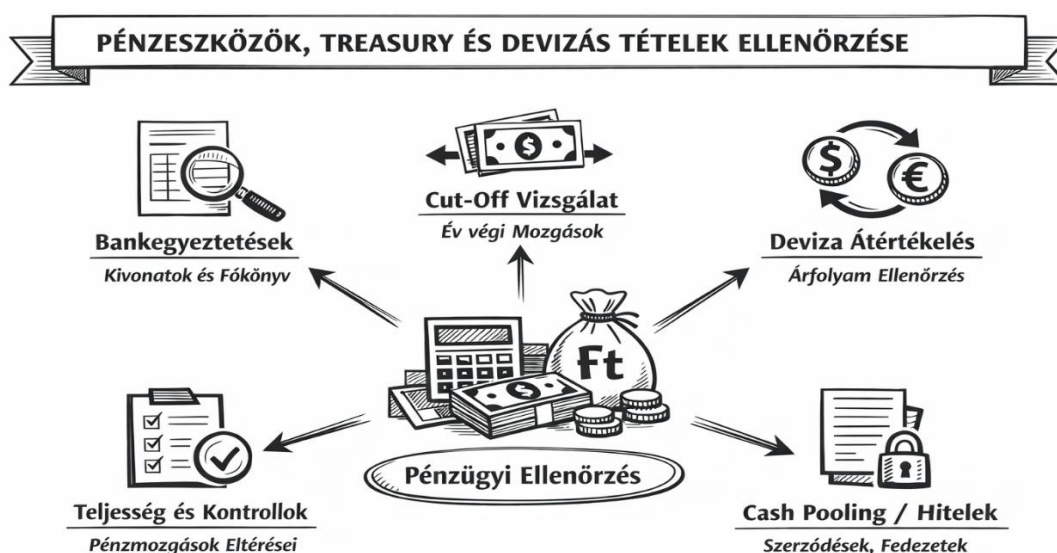 PÉNZESZKÖZÖK, TREASURY ÉS DEVIZÁS TÉTELEK ELLENŐRZÉSE
$
Cut-Off Vizsgálat
Év végi Mozgások
Bankegyeztetések
Kivonatok és Fókönyv
$ €
Deviza Átértékelés
Árfolyam Ellenőrzés
Ft
$
Pénzügyi Ellenőrzés
Teljesség és Kontrollok
Pénzmozgások Eltérései
Cash Pooling / Hitelek
Szerződések, Fedezetek